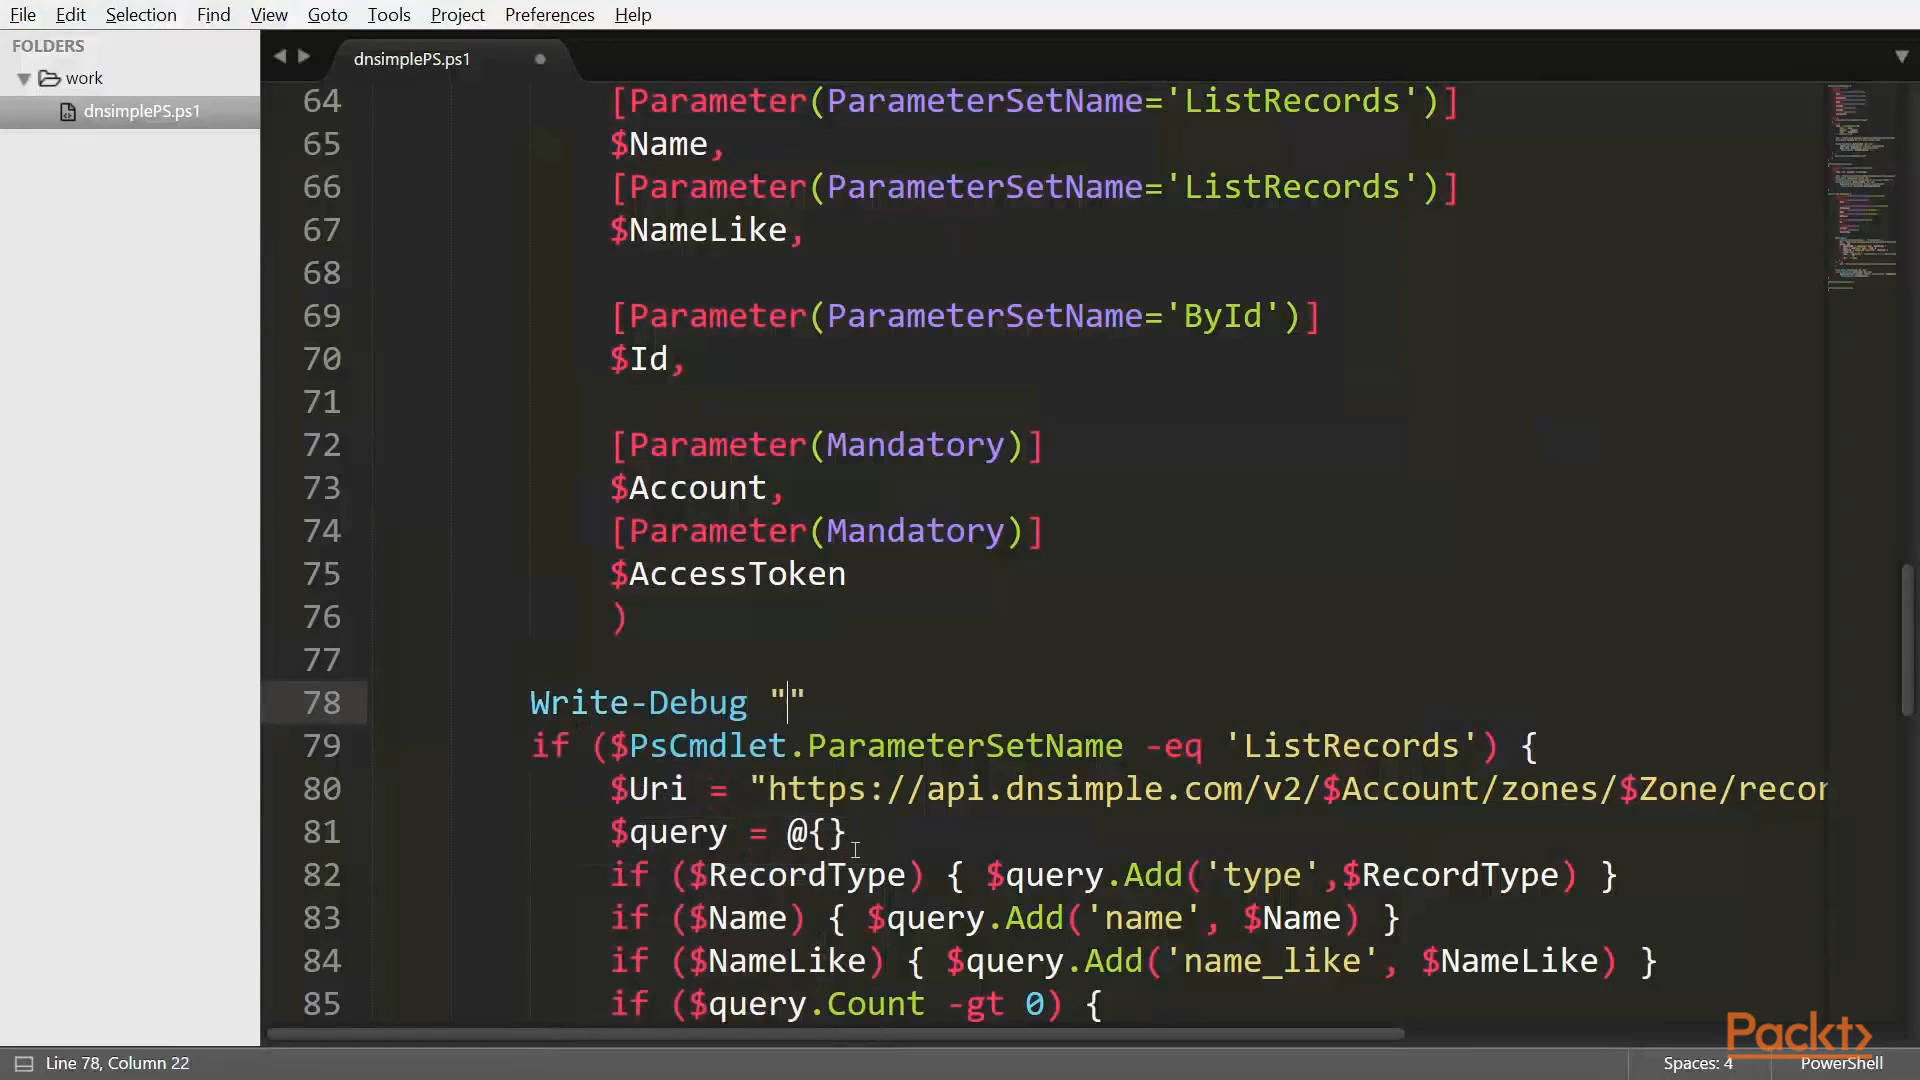 File Edit Selection Find View Goto Tools Project Preferences Help
FOLDERS
work
dnsimplePS.ps1
dnsimplePS.ps1
64 [Parameter(ParameterSetName='ListRecords')]
65 $Name,
66 [Parameter(ParameterSetName='ListRecords')]
67 $NameLike,
68
69 [Parameter(ParameterSetName='ById')]
70 $Id,
71
72 [Parameter(Mandatory)]
73 $Account,
74 [Parameter(Mandatory)]
75 $AccessToken
76 )
77
78 Write-Debug ""
79 if ($PsCmdlet.ParameterSetName -eq 'ListRecords') {
80 $Uri = "https://api.dnsimple.com/v2/$Account/zones/$Zone/recor
81 $query = @{}
82 if ($RecordType) { $query.Add('type',$RecordType) }
83 if ($Name) { $query.Add('name', $Name) }
84 if ($NameLike) { $query.Add('name_like', $NameLike) }
85 if ($query.Count -gt 0) {
Packt>
Line 78, Column 22 Spaces: 4 PowerShell